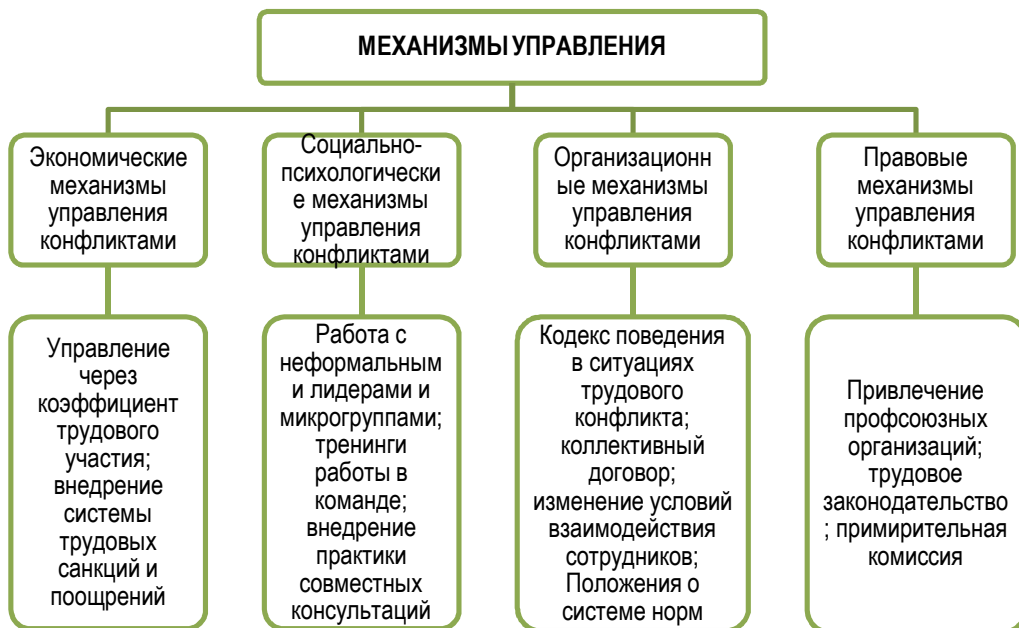 МЕХАНИЗМЫ УПРАВЛЕНИЯ
Экономические
механизмы
управления
конфликтами
Социально-
психологически
е механизмы
управления
конфликтами
Организационн
ые механизмы
управления
конфликтами
Правовые
механизмы
управления
конфликтами
Управление
через
коэффициент
трудового
участия;
внедрение
системы
трудовых
санкций и
поощрений
Работа с
неформальным
и лидерами и
микрогруппами;
тренинги
работы в
команде;
внедрение
практики
совместных
консультаций
Кодекс поведения
в ситуациях
трудового
конфликта;
коллективный
договор;
изменение условий
взаимодействия
сотрудников;
Положения о
системе норм
Привлечение
профсоюзных
организаций;
трудовое
законодательство
; примирительная
комиссия